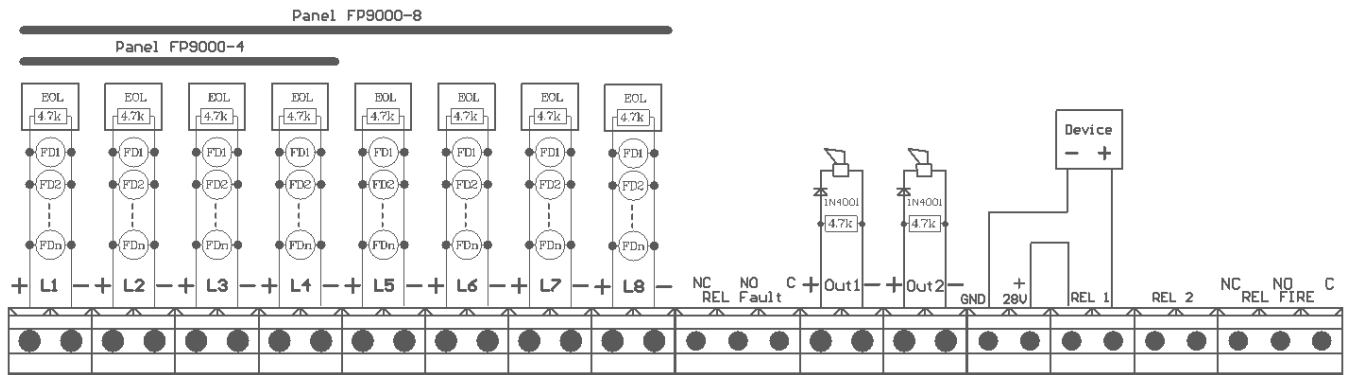 Panel FP9000-8
Panel FP9000-4
EOL EOL EOL EOL EOL EOL EOL EOL
4.7k 4.7k 4.7k 4.7k 4.7k 4.7k 4.7k 4.7k
Device
- +
FD1 FD1 FD1 FD1 FD1 FD1 FD1 FD1
FD2 FD2 FD2 FD2 FD2 FD2 FD2 FD2
1N4001 1N4001
4.7k 4.7k
FDn FDn FDn FDn FDn FDn FDn FDn
+ L1 - + L2 - + L3 - + L4 - + L5 - + L6 - + L7 - + L8 - NC NO C + Out1 - + Out2 - + NC NO C
REL Fault GND 28V REL 1 REL 2 REL FIRE